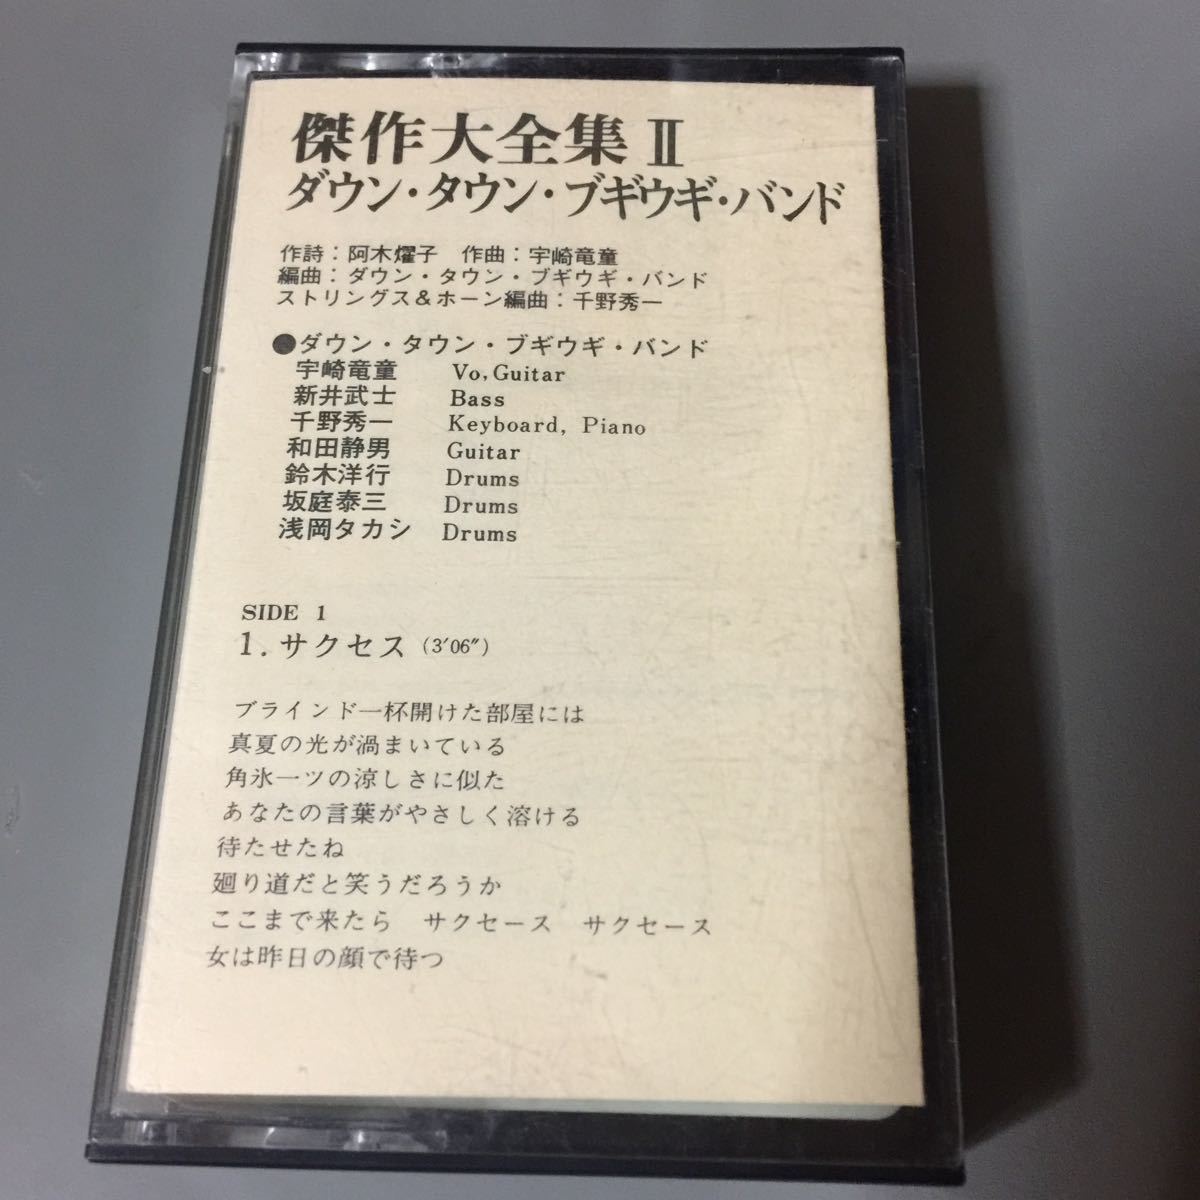 傑作大全集 II
ダウン・タウン・ブギウギ・バンド
作詩：阿木燿子　作曲：宇崎竜童
編曲：ダウン・タウン・ブギウギ・バンド
ストリングス＆ホーン編曲：千野秀一
●ダウン・タウン・ブギウギ・バンド
宇崎竜童　Vo, Guitar
新井武士　Bass
千野秀一　Keyboard, Piano
和田静男　Guitar
鈴木洋行　Drums
坂庭泰三　Drums
浅岡タカシ　Drums
SIDE 1
1. サクセス (3′06″)
ブラインド一杯開けた部屋には
真夏の光が渦まいている
角氷一ツの涼しさに似た
あなたの言葉がやさしく溶ける
待たせたね
廻り道だと笑うだろうか
ここまで来たら　サクセース　サクセース
女は昨日の顔で待つ